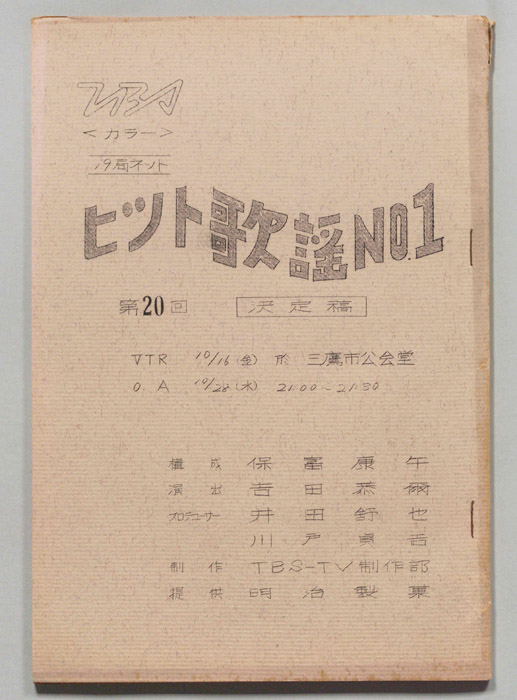 TBS
<カラー>
19局ネット
ヒット歌謡NO.1
第20回 決定稿
VTR 10/16(金) 於 三鷹市公会堂
O.A 10/28(水) 21:00~21:30
構成 保富康午
演出 吉田恭爾
プロデューサー 井田舒也
川戸貞吉
制作 TBS-TV制作部
提供 明治製菓